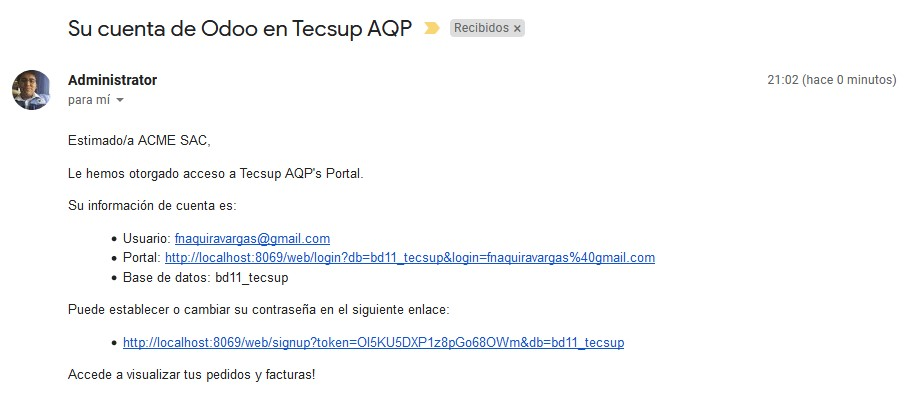 Su cuenta de Odoo en Tecsup AQP Recibidos ×
Administrator 21:02 (hace 0 minutos)
para mí
Estimado/a ACME SAC,
Le hemos otorgado acceso a Tecsup AQP's Portal.
Su información de cuenta es:
• Usuario: fnaquiravargas@gmail.com
• Portal: http://localhost:8069/web/login?db=bd11_tecsup&login=fnaquiravargas%40gmail.com
• Base de datos: bd11_tecsup
Puede establecer o cambiar su contraseña en el siguiente enlace:
• http://localhost:8069/web/signup?token=Ol5KU5DXP1z8pGo68OWm&db=bd11_tecsup
Accede a visualizar tus pedidos y facturas!